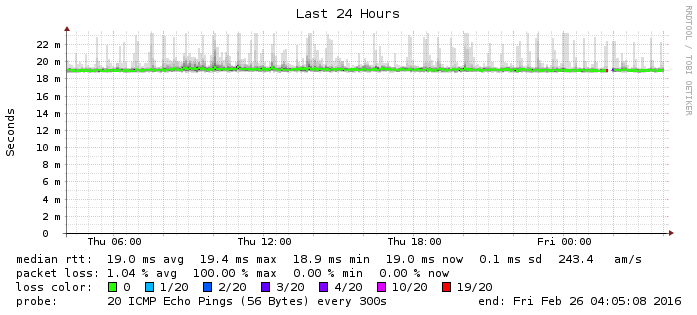 Last 24 Hours
RRDTOOL / TOBI OETIKER
Seconds
22 m
20 m
18 m
16 m
14 m
12 m
10 m
8 m
6 m
4 m
2 m
0
Thu 06:00 Thu 12:00 Thu 18:00 Fri 00:00
median rtt: 19.0 ms avg 19.4 ms max 18.9 ms min 19.0 ms now 0.1 ms sd 243.4 am/s
packet loss: 1.04 % avg 100.00 % max 0.00 % min 0.00 % now
loss color: 0 1/20 2/20 3/20 4/20 10/20 19/20
probe: 20 ICMP Echo Pings (56 Bytes) every 300s end: Fri Feb 26 04:05:08 2016